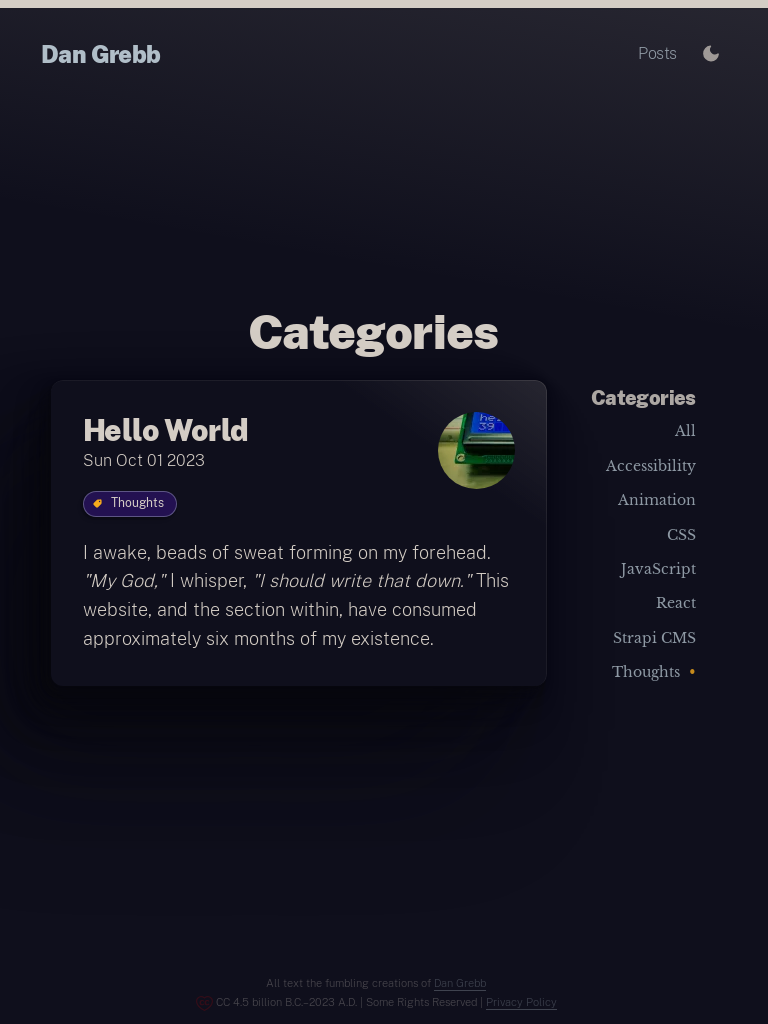 Dan Grebb
Posts
Categories
Hello World
Sun Oct 01 2023
Thoughts
I awake, beads of sweat forming on my forehead.
"My God," I whisper, "I should write that down." This
website, and the section within, have consumed
approximately six months of my existence.
Categories
All
Accessibility
Animation
CSS
JavaScript
React
Strapi CMS
Thoughts •
All text the fumbling creations of Dan Grebb
CC 4.5 billion B.C.–2023 A.D. | Some Rights Reserved | Privacy Policy